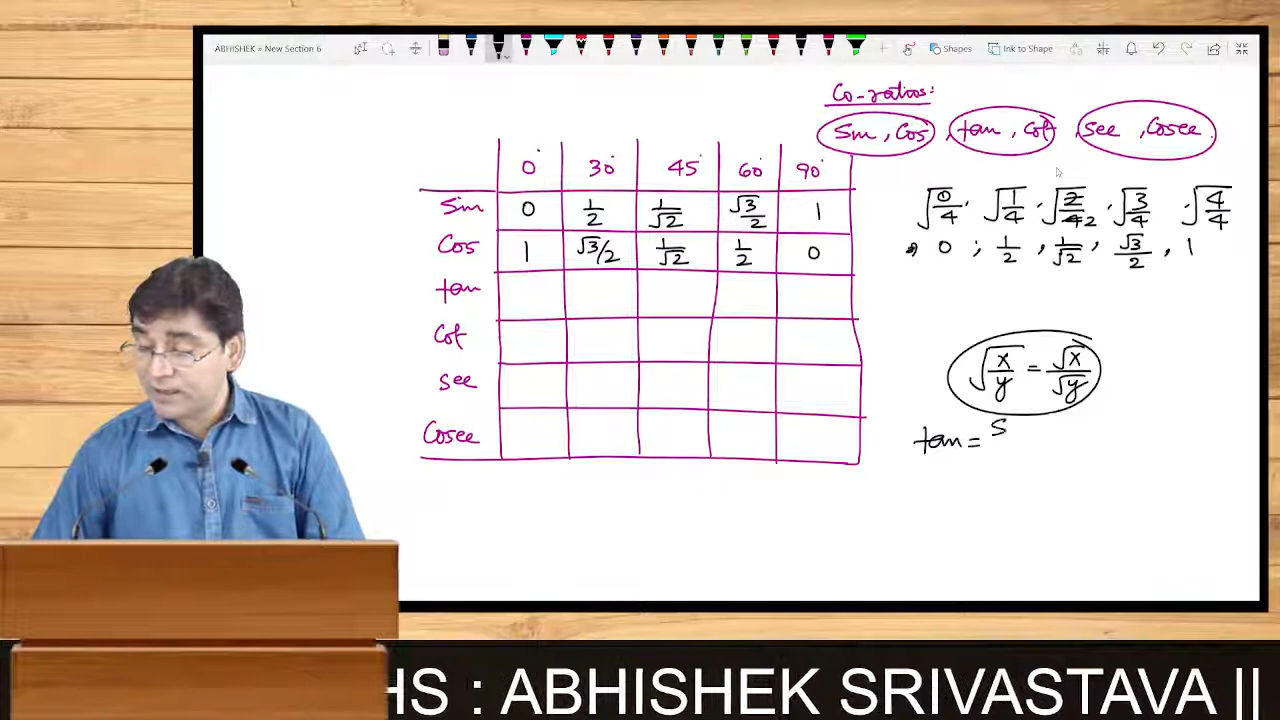 ABHISHEK » New Section 6
Shapes
Ink to Shape
Co-ratios:
Sin, Cos, tan, Cot, sec, Cosec
0° 30° 45° 60° 90°
Sin 0 1/2 1/√2 √3/2 1
Cos 1 √3/2 1/√2 1/2 0
tan
Cot
sec
Cosec
√0/4, √1/4, √2/4 2, √3/4, √4/4
⇒ 0 ; 1/2, 1/√2, √3/2, 1
√x/y = √x/√y
tan = S
HS : ABHISHEK SRIVASTAVA ||